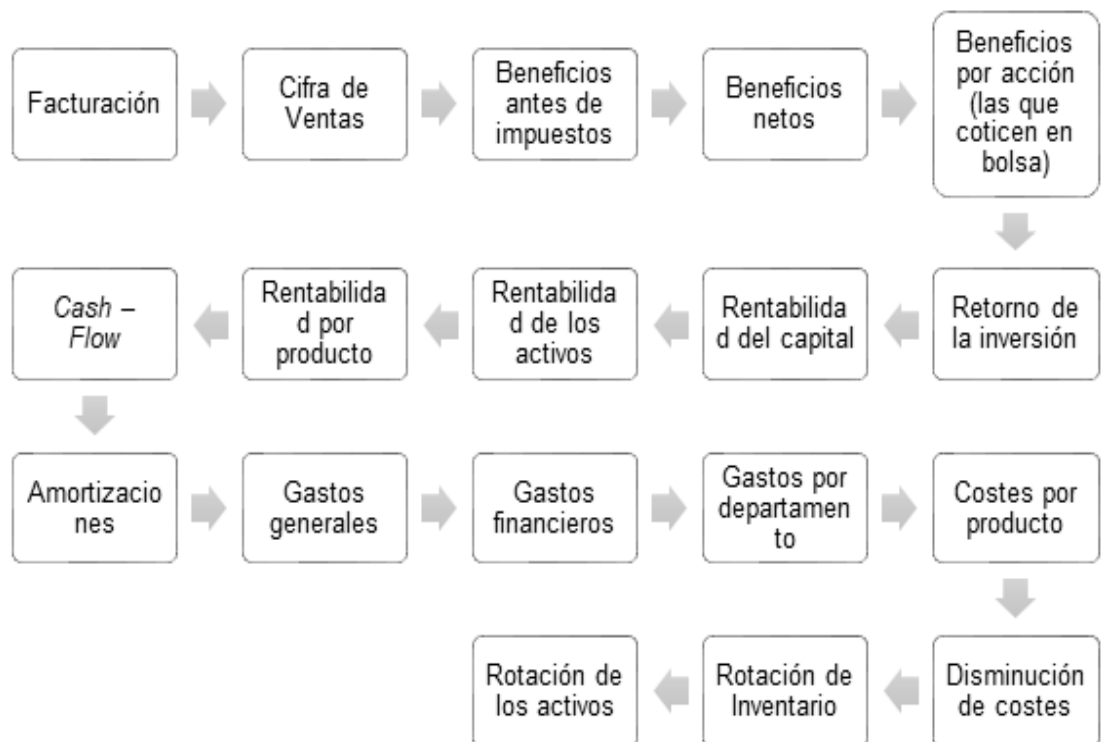 Facturación
Cifra de
Ventas
Beneficios
antes de
impuestos
Beneficios
netos
Beneficios
por acción
(las que
coticen en
bolsa)
Retorno de
la inversión
Rentabilida
d del capital
Rentabilida
d de los
activos
Rentabilida
d por
producto
Cash –
Flow
Amortizacio
nes
Gastos
generales
Gastos
financieros
Gastos por
departamen
to
Costes por
producto
Disminución
de costes
Rotación de
Inventario
Rotación de
los activos